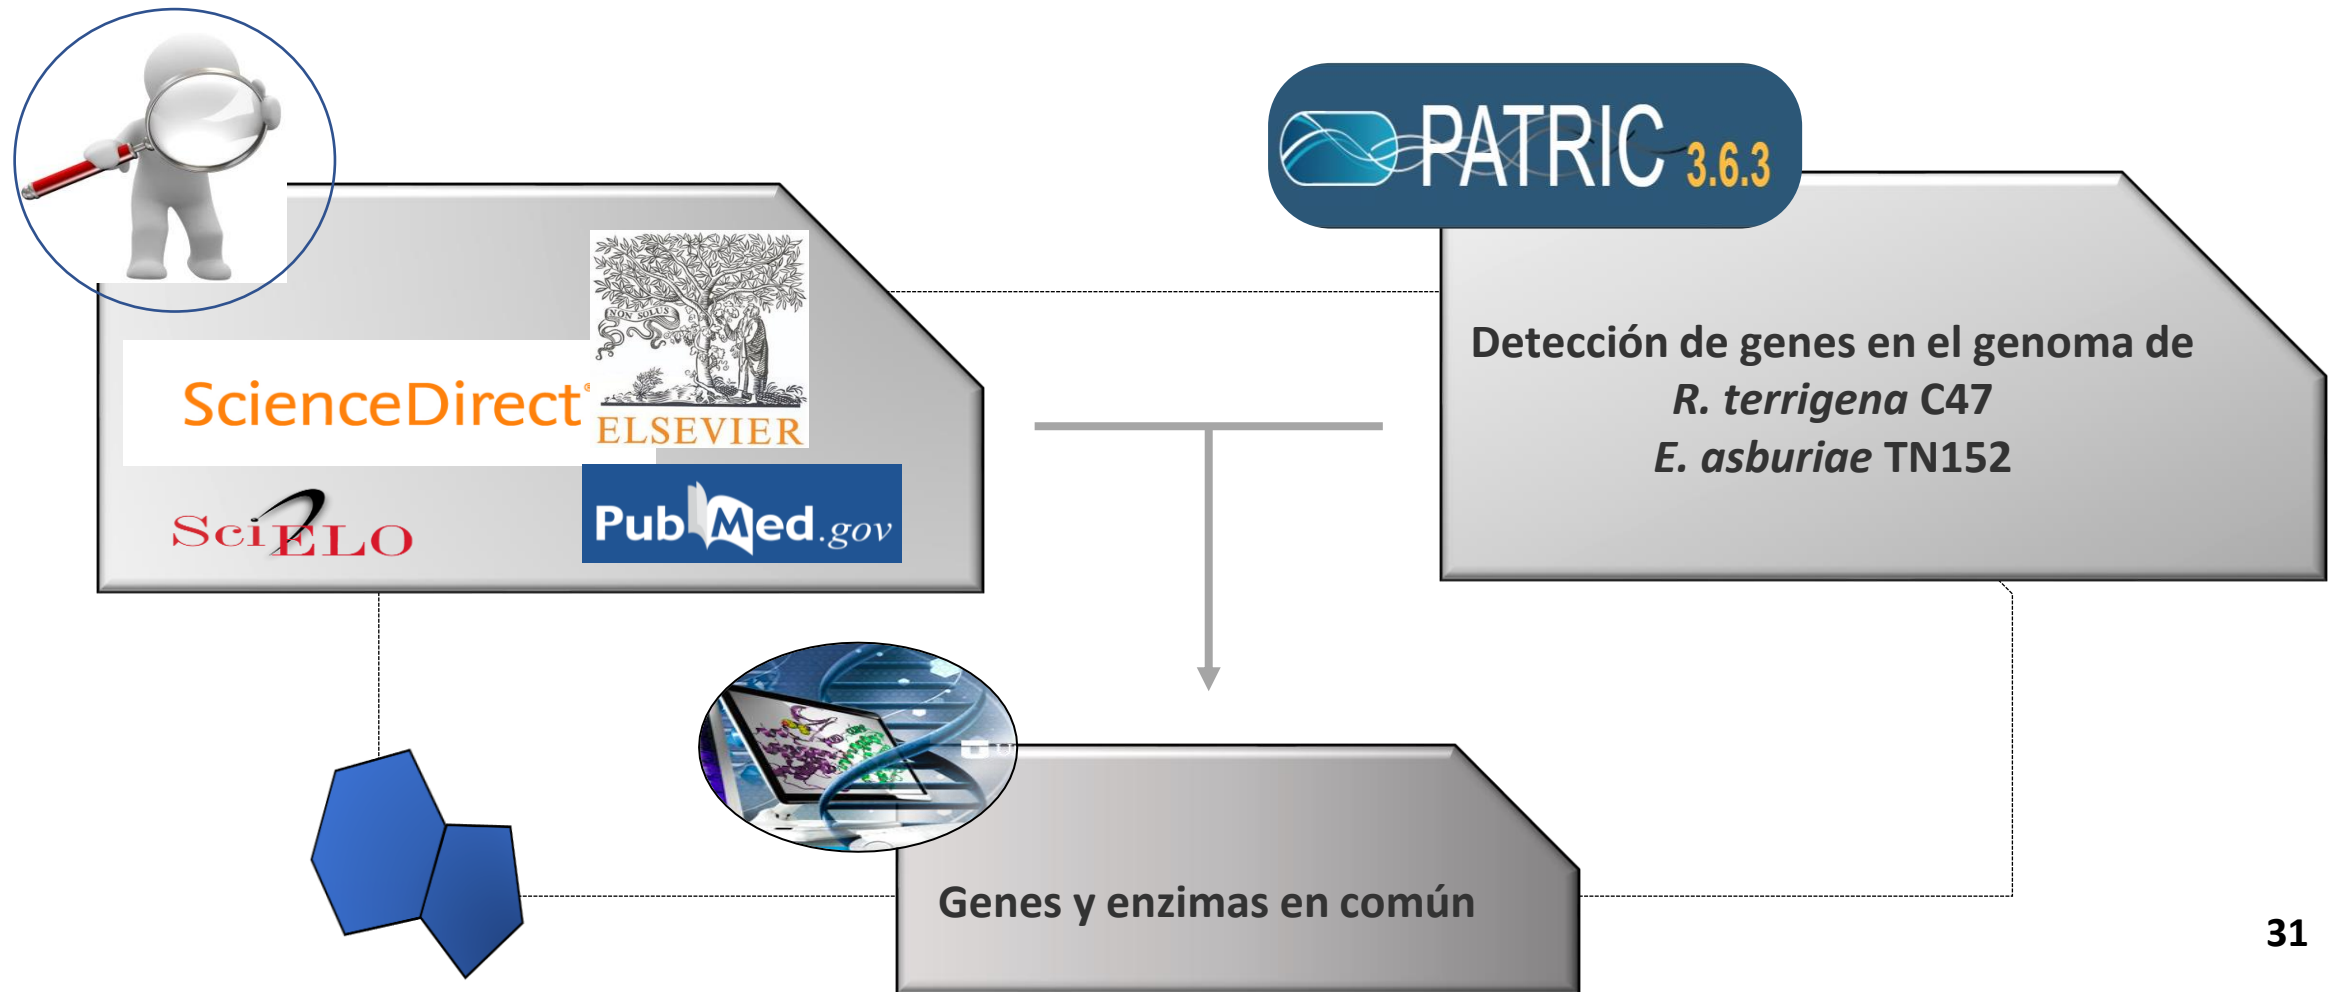 PATRIC 3.6.3
NON SOLUS
ScienceDirect®
ELSEVIER
SciELO
PubMed.gov
Detección de genes en el genoma de
R. terrigena C47
E. asburiae TN152
U
Genes y enzimas en común
31